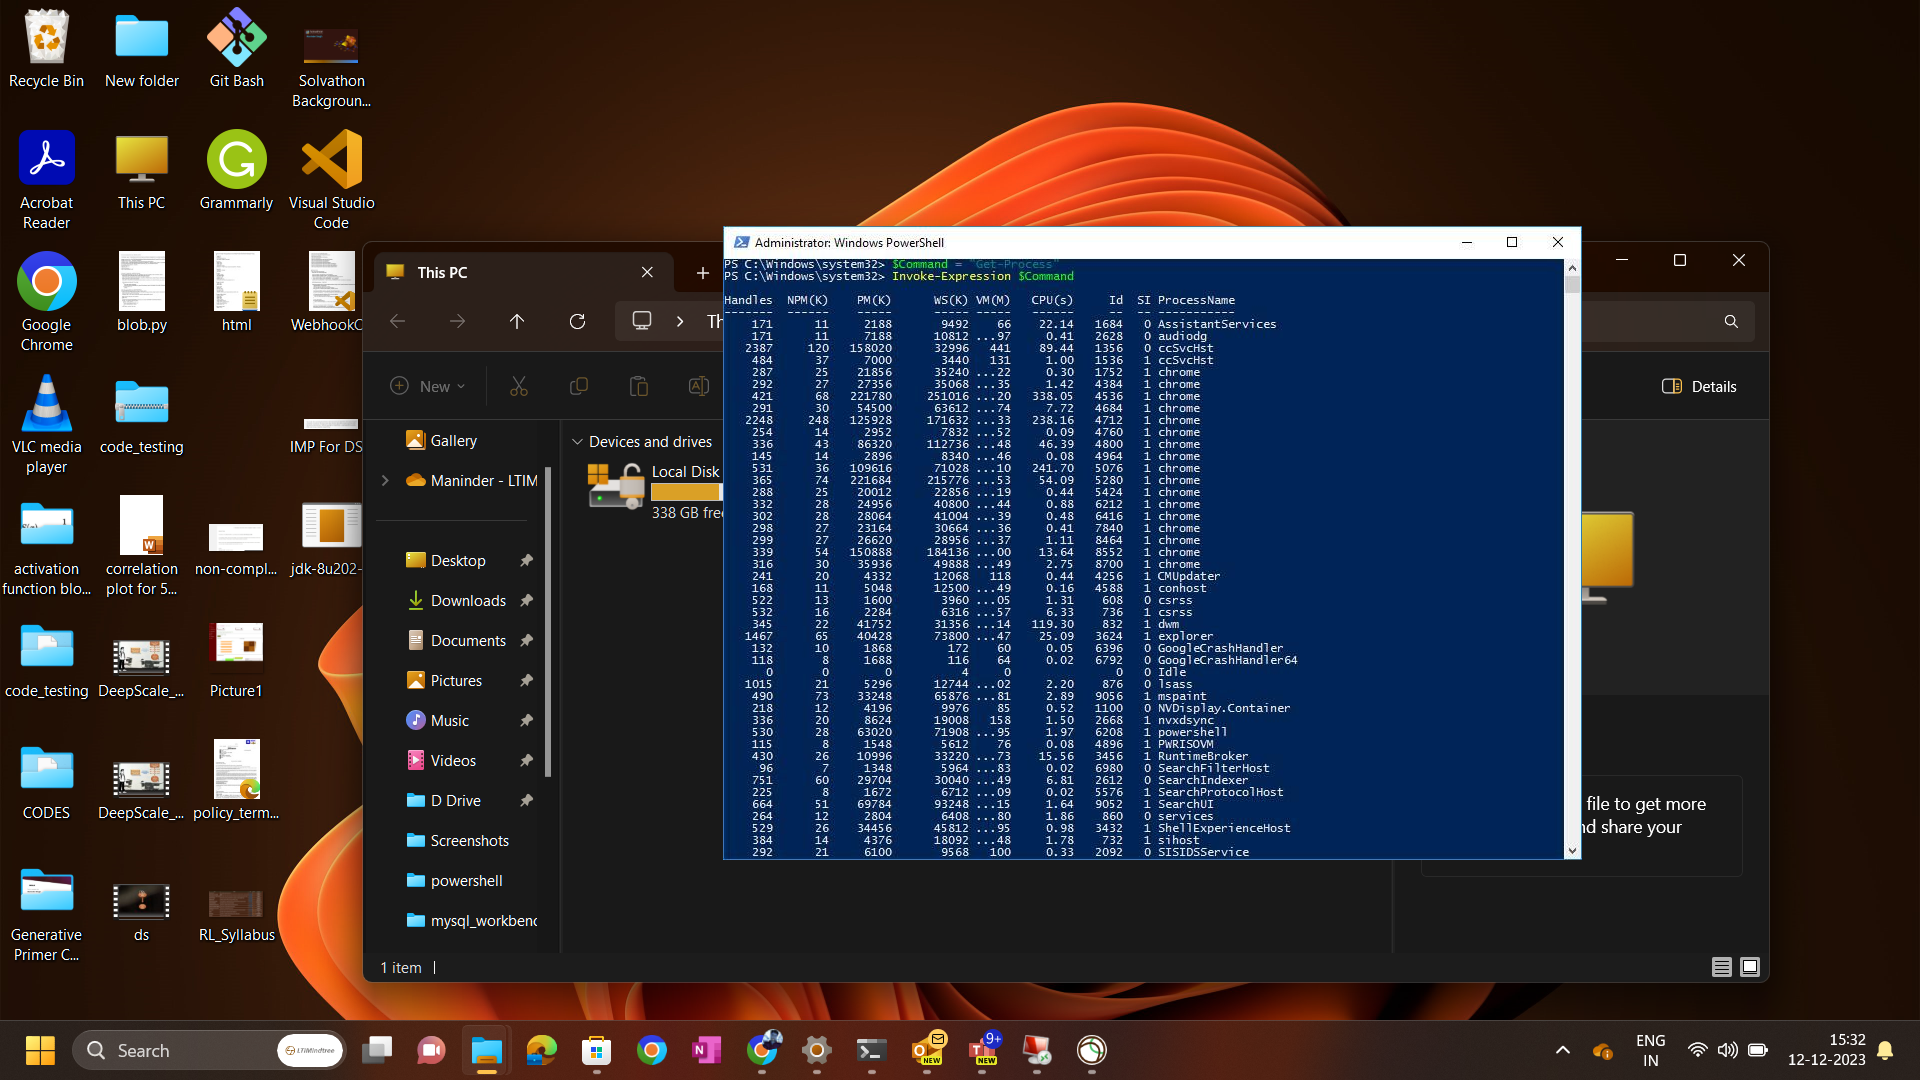 Recycle Bin
New folder
Git Bash
Solvathon
Backgroun...
Acrobat
Reader
This PC
Grammarly
Visual Studio
Code
Google
Chrome
blob.py
html
WebhookC
VLC media
player
code_testing
IMP For DS
activation
function blo...
correlation
plot for 5...
non-compl...
jdk-8u202-
code_testing
DeepScale_...
Picture1
CODES
DeepScale_...
policy_term...
Generative
Primer C...
ds
RL_Syllabus
This PC
Th
New
Details
Gallery
Maninder - LTIM
Desktop
Downloads
Documents
Pictures
Music
Videos
D Drive
Screenshots
powershell
mysql_workbenc
Devices and drives
Local Disk
338 GB fre
file to get more
nd share your
1 item
Administrator: Windows PowerShell
PS C:\Windows\system32> $Command = "Get-Process"
PS C:\Windows\system32> Invoke-Expression $Command
Handles NPM(K) PM(K) WS(K) VM(M) CPU(s) Id SI ProcessName
------- ------ ----- ----- ----- ------ -- -- -----------
171 11 2188 9492 66 22.14 1684 0 AssistantServices
171 11 7188 10812 ...97 0.41 2628 0 audiodg
2387 120 158020 32996 441 89.44 1356 0 ccSvcHst
484 37 7000 3440 131 1.00 1536 1 ccSvcHst
287 25 21856 35240 ...22 0.30 1752 1 chrome
292 27 27356 35068 ...35 1.42 4384 1 chrome
421 68 221780 251016 ...20 338.05 4536 1 chrome
291 30 54500 63612 ...74 7.72 4684 1 chrome
2248 248 125928 171632 ...33 238.16 4712 1 chrome
254 14 2952 7832 ...52 0.09 4760 1 chrome
336 43 86320 112736 ...48 46.39 4800 1 chrome
145 14 2896 8340 ...46 0.08 4964 1 chrome
531 36 109616 71028 ...10 241.70 5076 1 chrome
365 74 221684 215776 ...53 54.09 5280 1 chrome
288 25 20012 22856 ...19 0.44 5424 1 chrome
332 28 24956 40800 ...44 0.88 6212 1 chrome
302 28 28064 41004 ...39 0.48 6416 1 chrome
298 27 23164 30664 ...36 0.41 7840 1 chrome
299 27 26620 28956 ...37 1.11 8464 1 chrome
339 54 150888 184136 ...00 13.64 8552 1 chrome
316 30 35936 49888 ...49 2.75 8700 1 chrome
241 20 4332 12068 118 0.44 4256 1 CMUpdater
168 11 5048 12500 ...49 0.16 4588 1 conhost
522 13 1600 3960 ...05 1.31 608 0 csrss
532 16 2284 6316 ...57 6.33 736 1 csrss
345 22 41752 31356 ...14 119.30 832 1 dwm
1467 65 40428 73800 ...47 25.09 3624 1 explorer
132 10 1868 172 60 0.05 6396 0 GoogleCrashHandler
118 8 1688 116 64 0.02 6792 0 GoogleCrashHandler64
0 0 0 4 0 0 0 Idle
1015 21 5296 12744 ...02 2.20 876 0 lsass
490 73 33248 65876 ...81 2.89 9056 1 mspaint
218 12 4196 9976 85 0.52 1100 0 NVDisplay.Container
336 20 8624 19008 158 1.50 2668 1 nvxdsync
530 28 63020 71908 ...95 1.97 6208 1 powershell
115 8 1548 5612 76 0.08 4896 1 PWRISOVM
430 26 10996 33220 ...73 15.56 3456 1 RuntimeBroker
96 7 1348 5964 ...83 0.02 6980 0 SearchFilterHost
751 60 29704 30040 ...49 6.81 2612 0 SearchIndexer
225 8 1672 6712 ...09 0.02 5576 1 SearchProtocolHost
664 51 69784 93248 ...15 1.64 9052 1 SearchUI
264 12 2804 6408 ...80 1.86 860 0 services
529 26 34456 45812 ...95 0.98 3432 1 ShellExperienceHost
384 14 4376 18092 ...48 1.78 732 1 sihost
292 21 6100 9568 100 0.33 2092 0 SISIDSService
Search
LTIMindtree
NEW
9+
NEW
ENG
IN
15:32
12-12-2023